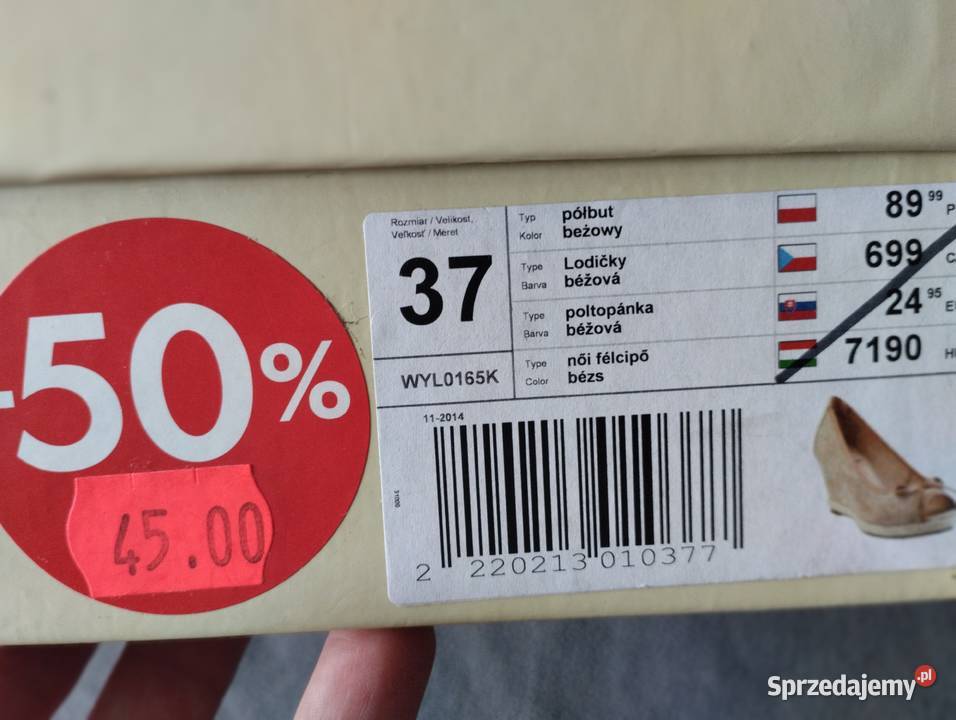 -50%
45.00
Rozmiar / Velikost,
Veľkosť / Méret
37
WYL0165K
Typ półbut 89 99 P
Kolor beżowy
Type Lodičky 699
Barva béžová
Type poltopánka 24 95 E
Barva béžová
Type női félcipő 7190 H
Color bézs
11-2014
2 220213 010377
Sprzedajemy.pl